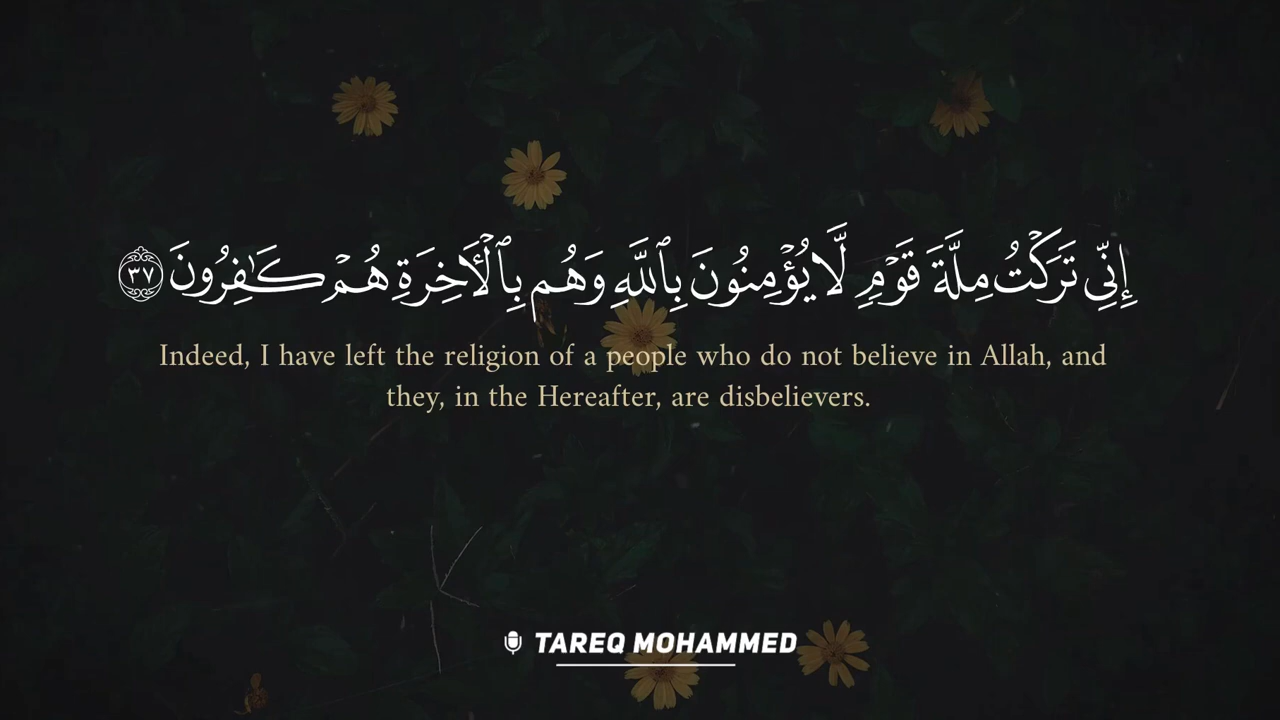 إِنِّي تَرَكْتُ مِلَّةَ قَوْمٍ لَّا يُؤْمِنُونَ بِٱللَّهِ وَهُم بِٱلْأَخِرَةِ هُمْ كَـٰفِرُونَ ٣٧
Indeed, I have left the religion of a people who do not believe in Allah, and
they, in the Hereafter, are disbelievers.
TAREQ MOHAMMED